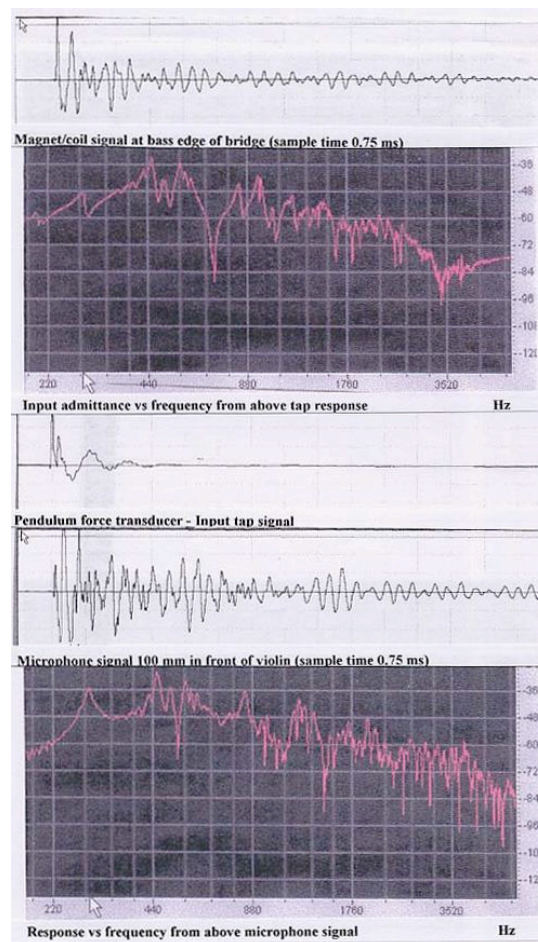 Magnet/coil signal at bass edge of bridge (sample time 0.75 ms)
-36
-48
-60
-72
-84
-96
-108
220 440 880 1760 3520
Input admittance vs frequency from above tap response Hz
Pendulum force transducer - Input tap signal
Microphone signal 100 mm in front of violin (sample time 0.75 ms)
-36
-48
-60
-72
-84
-96
220 440 880 1760 3520
Response vs frequency from above microphone signal Hz